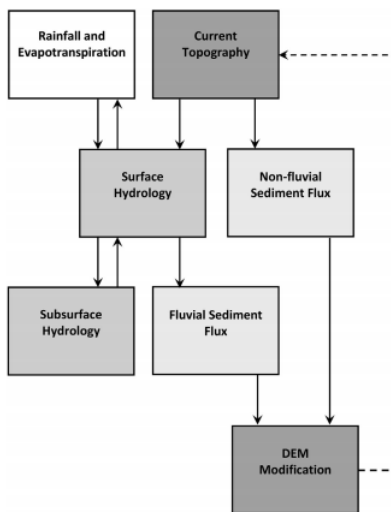 Rainfall and
Evapotranspiration
Current
Topography
Surface
Hydrology
Non-fluvial
Sediment Flux
Subsurface
Hydrology
Fluvial Sediment
Flux
DEM
Modification